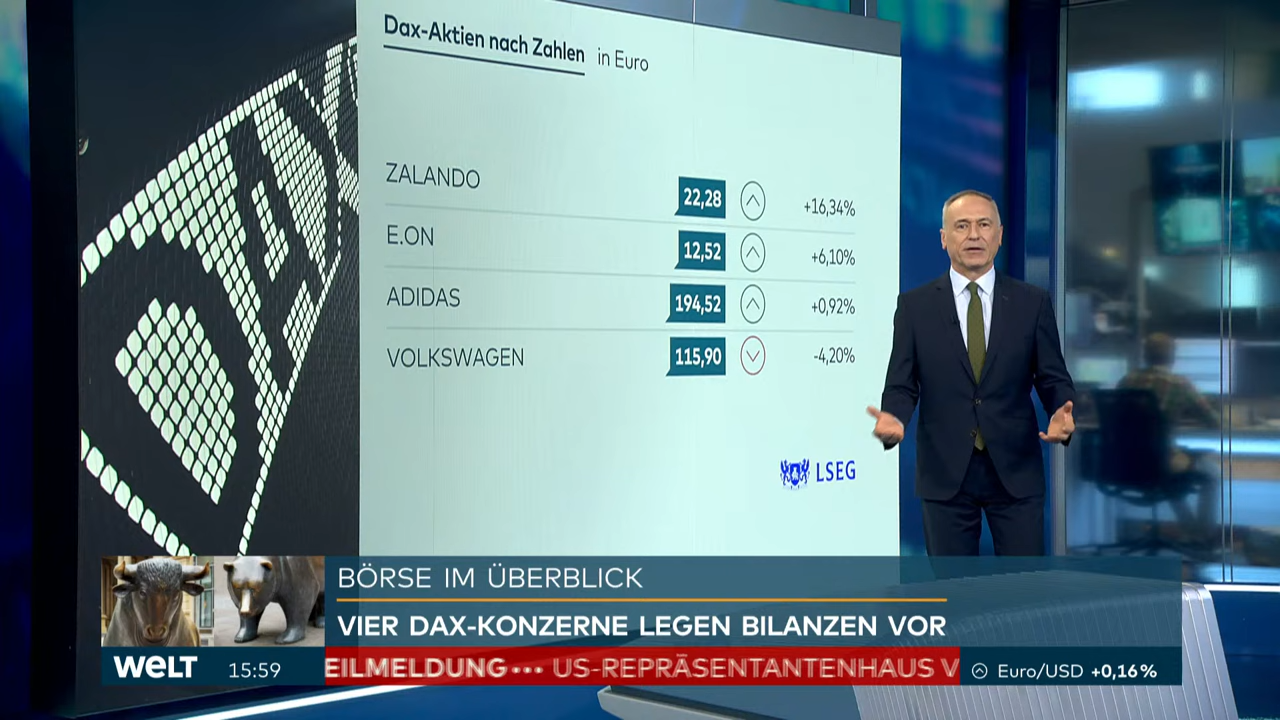 Dax-Aktien nach Zahlen in Euro
ZALANDO 22,28 +16,34%
E.ON 12,52 +6,10%
ADIDAS 194,52 +0,92%
VOLKSWAGEN 115,90 -4,20%
LSEG
BÖRSE IM ÜBERBLICK
VIER DAX-KONZERNE LEGEN BILANZEN VOR
WELT 15:59 EILMELDUNG••• US-REPRÄSENTANTENHAUS V Euro/USD +0,16%